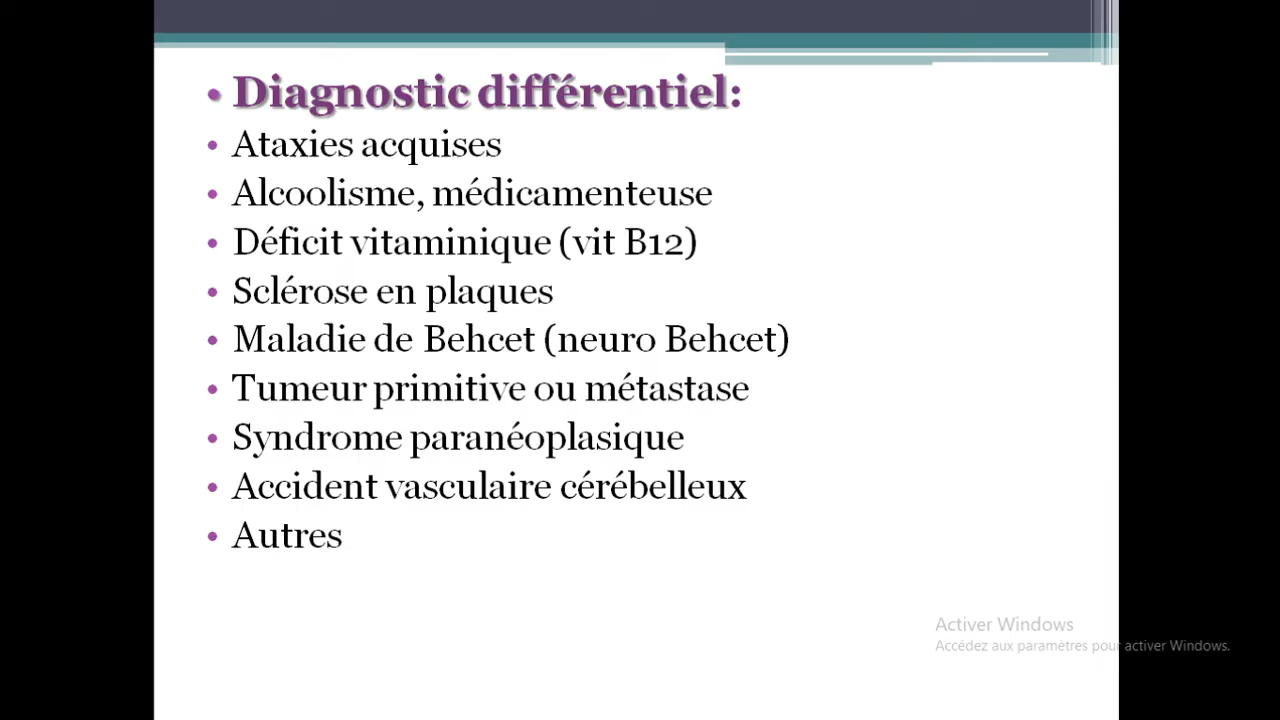 • Diagnostic différentiel:
• Ataxies acquises
• Alcoolisme, médicamenteuse
• Déficit vitaminique (vit B12)
• Sclérose en plaques
• Maladie de Behcet (neuro Behcet)
• Tumeur primitive ou métastase
• Syndrome paranéoplasique
• Accident vasculaire cérébelleux
• Autres
Activer Windows
Accédez aux paramètres pour activer Windows.